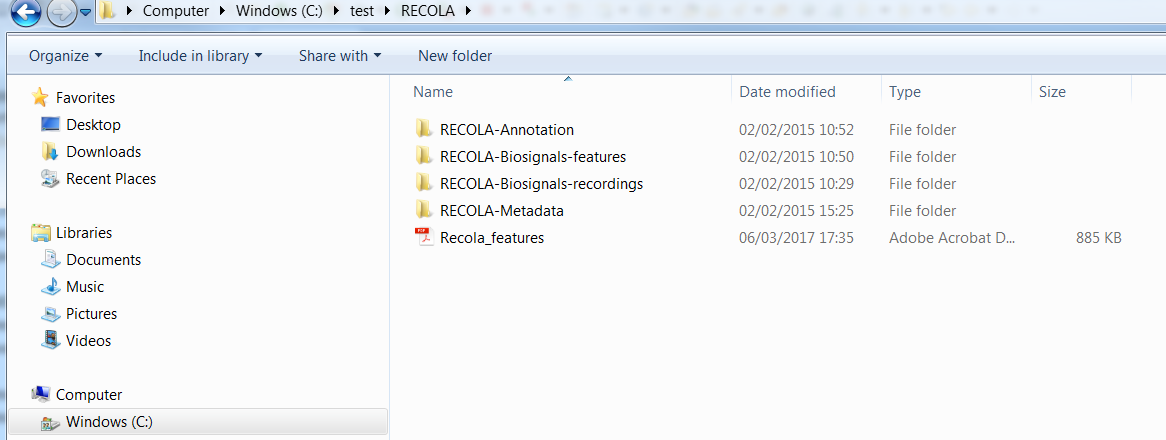 Computer Windows (C:) test RECOLA
Organize Include in library Share with New folder
Name Date modified Type Size
Favorites
Desktop
Downloads
Recent Places
Libraries
Documents
Music
Pictures
Videos
Computer
Windows (C:)
RECOLA-Annotation 02/02/2015 10:52 File folder
RECOLA-Biosignals-features 02/02/2015 10:50 File folder
RECOLA-Biosignals-recordings 02/02/2015 10:29 File folder
RECOLA-Metadata 02/02/2015 15:25 File folder
Recola_features 06/03/2017 17:35 Adobe Acrobat D... 885 KB